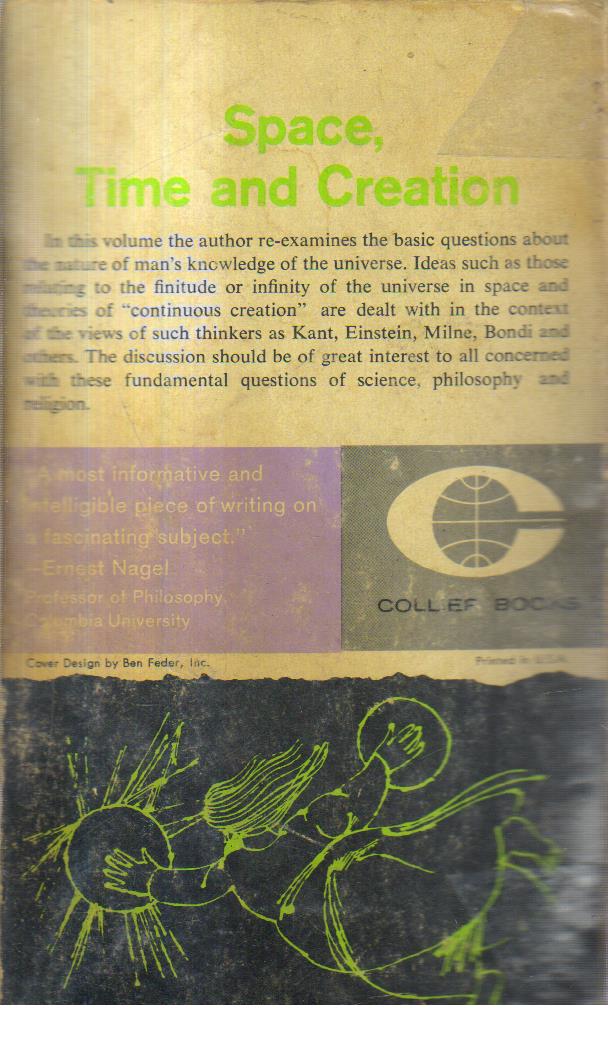 Space,
Time and Creation
In this volume the author re-examines the basic questions about
the nature of man's knowledge of the universe. Ideas such as those
relating to the finitude or infinity of the universe in space and
theories of “continuous creation” are dealt with in the context
of the views of such thinkers as Kant, Einstein, Milne, Bondi and
others. The discussion should be of great interest to all concerned
with these fundamental questions of science, philosophy and
religion.
"A most informative and
intelligible piece of writing on
a fascinating subject."
—Ernest Nagel
Professor of Philosophy,
Columbia University
COLLIER BOOKS
Cover Design by Ben Feder, Inc.
Printed in U.S.A.